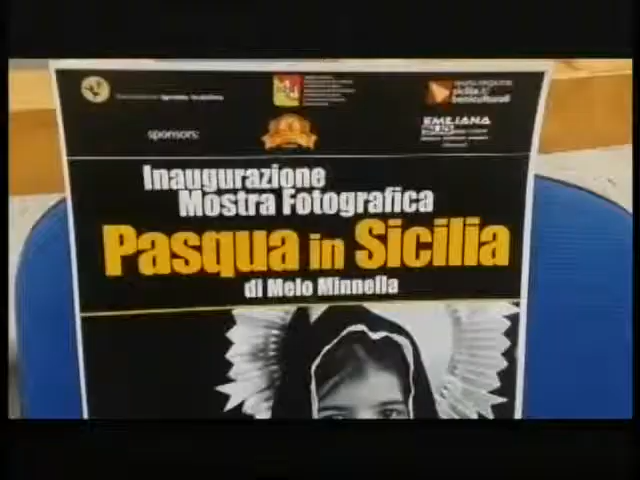 sponsors:
EMILIANA
Inaugurazione
Mostra Fotografica
Pasqua in Sicilia
di Melo Minnella